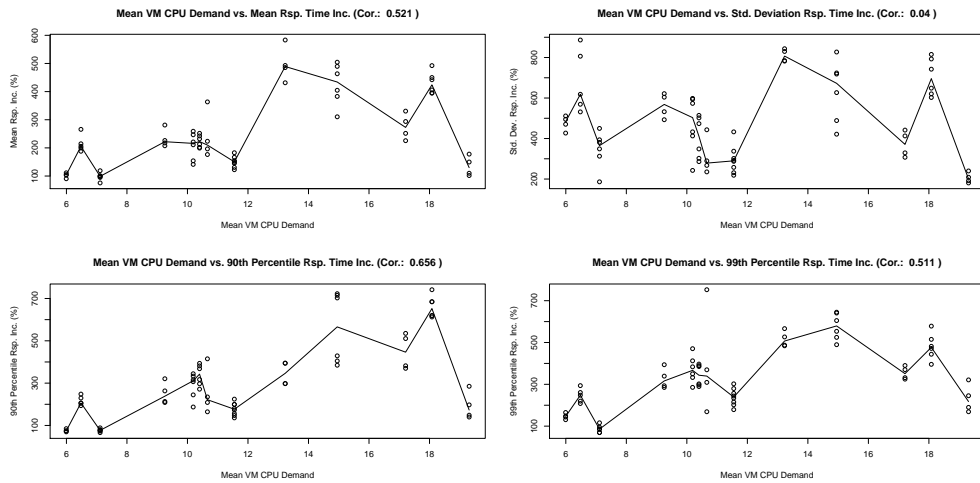 Mean VM CPU Demand vs. Mean Rsp. Time Inc. (Cor.: 0.521 )
Mean Rsp. Inc. (%)
600
500
400
300
200
100
6 8 10 12 14 16 18
Mean VM CPU Demand
Mean VM CPU Demand vs. Std. Deviation Rsp. Time Inc. (Cor.: 0.04 )
Std. Dev. Rsp. Inc. (%)
800
600
400
200
6 8 10 12 14 16 18
Mean VM CPU Demand
Mean VM CPU Demand vs. 90th Percentile Rsp. Time Inc. (Cor.: 0.656 )
90th Percentile Rsp. Inc. (%)
700
500
300
100
6 8 10 12 14 16 18
Mean VM CPU Demand
Mean VM CPU Demand vs. 99th Percentile Rsp. Time Inc. (Cor.: 0.511 )
99th Percentile Rsp. Inc. (%)
700
500
300
100
6 8 10 12 14 16 18
Mean VM CPU Demand